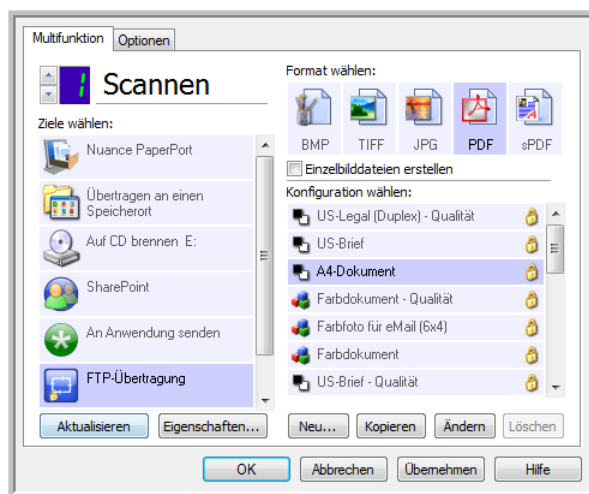 Multifunktion
Optionen
1 Scannen
Ziele wählen:
Nuance PaperPort
Übertragen an einen
Speicherort
Auf CD brennen E:
SharePoint
An Anwendung senden
FTP-Übertragung
Aktualisieren
Eigenschaften...
Format wählen:
BMP
TIFF
JPG
PDF
sPDF
Einzelbilddateien erstellen
Konfiguration wählen:
US-Legal (Duplex) - Qualität
US-Brief
A4-Dokument
Farbdokument - Qualität
Farbfoto für eMail (6x4)
Farbdokument
US-Brief - Qualität
Neu...
Kopieren
Ändern
Löschen
OK
Abbrechen
Übernehmen
Hilfe